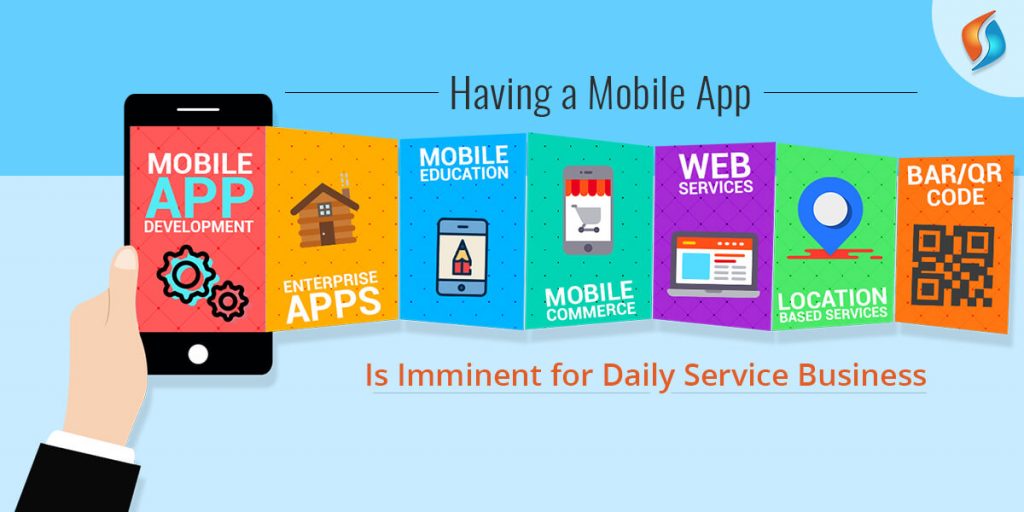 Having a Mobile App
MOBILE
APP
DEVELOPMENT
ENTERPRISE
APPS
MOBILE
EDUCATION
MOBILE
COMMERCE
WEB
SERVICES
LOCATION
BASED SERVICES
BAR/QR
CODE
Is Imminent for Daily Service Business